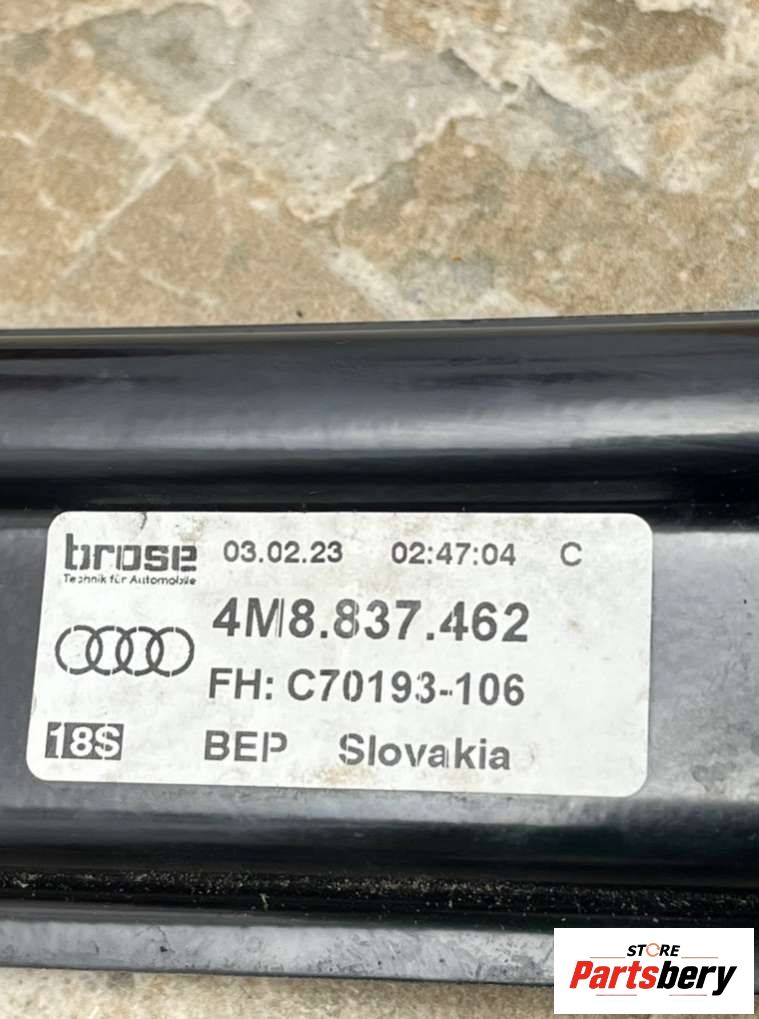 brose 03.02.23 02:47:04 C
Technik für Automobile
4M8.837.462
FH: C70193-106
18S BEP Slovakia
STORE
Partsbery